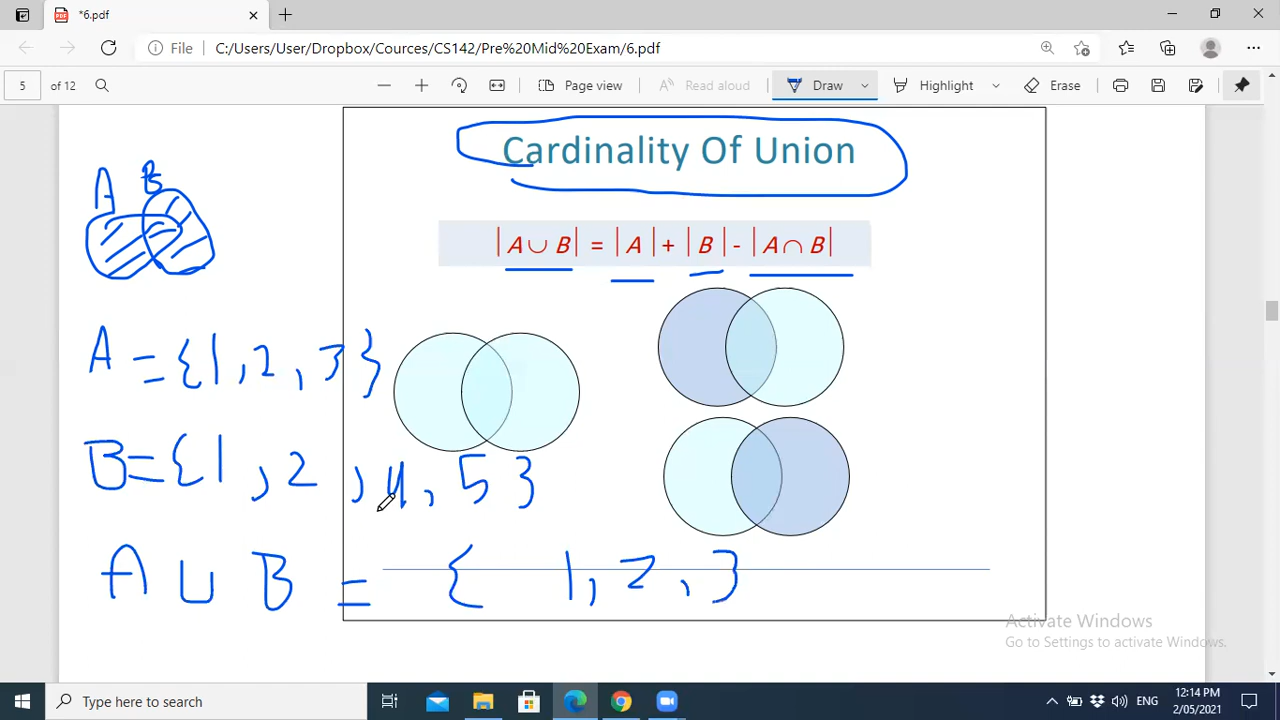 *6.pdf
File C:/Users/User/Dropbox/Cources/CS142/Pre%20Mid%20Exam/6.pdf
5 of 12 Page view Read aloud Draw Highlight Erase
Cardinality Of Union
A B
|A ∪ B| = |A| + |B| - |A ∩ B|
A = {1, 2, 3}
B = {1, 2, 4, 5}
A ∪ B = { 1, 2, 3
Activate Windows
Go to Settings to activate Windows.
Type here to search
ENG
12:14 PM
2/05/2021